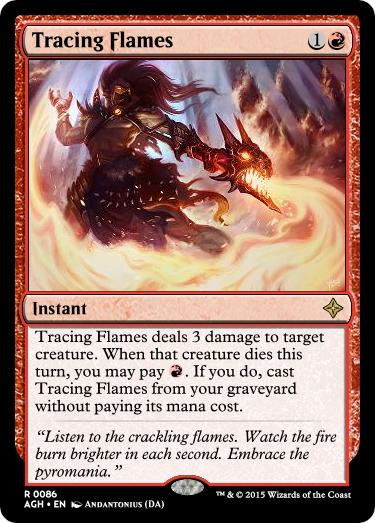 Tracing Flames 1
Instant
Tracing Flames deals 3 damage to target
creature. When that creature dies this
turn, you may pay . If you do, cast
Tracing Flames from your graveyard
without paying its mana cost.
“Listen to the crackling flames. Watch the fire
burn brighter in each second. Embrace the
pyromania.”
R 0086
AGH • EN Andantonius (DA)
™ & © 2015 Wizards of the Coast